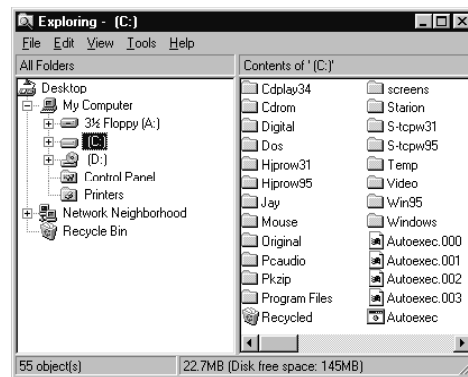 Exploring - (C:)
File Edit View Tools Help
All Folders
Contents of ' (C:)'
Desktop
My Computer
3½ Floppy (A:)
(C:)
(D:)
Control Panel
Printers
Network Neighborhood
Recycle Bin
Cdplay34
Cdrom
Digital
Dos
Hjprow31
Hjprow95
Jay
Mouse
Original
Pcaudio
Pkzip
Program Files
Recycled
screens
Starion
S-tcpw31
S-tcpw95
Temp
Video
Win95
Windows
Autoexec.000
Autoexec.001
Autoexec.002
Autoexec.003
Autoexec
55 object(s)
22.7MB (Disk free space: 145MB)